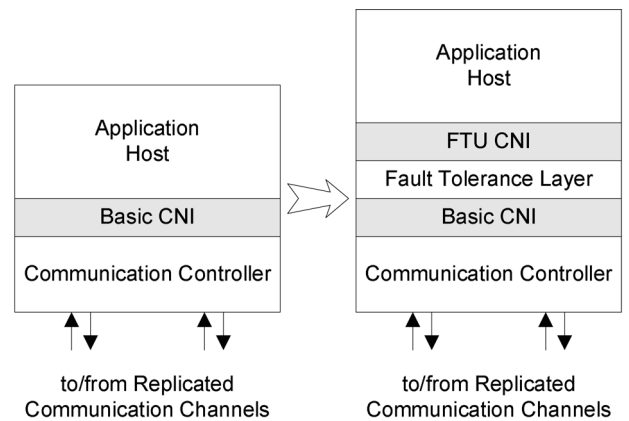 Application
Host
Basic CNI
Communication Controller
to/from Replicated
Communication Channels
Application
Host
FTU CNI
Fault Tolerance Layer
Basic CNI
Communication Controller
to/from Replicated
Communication Channels